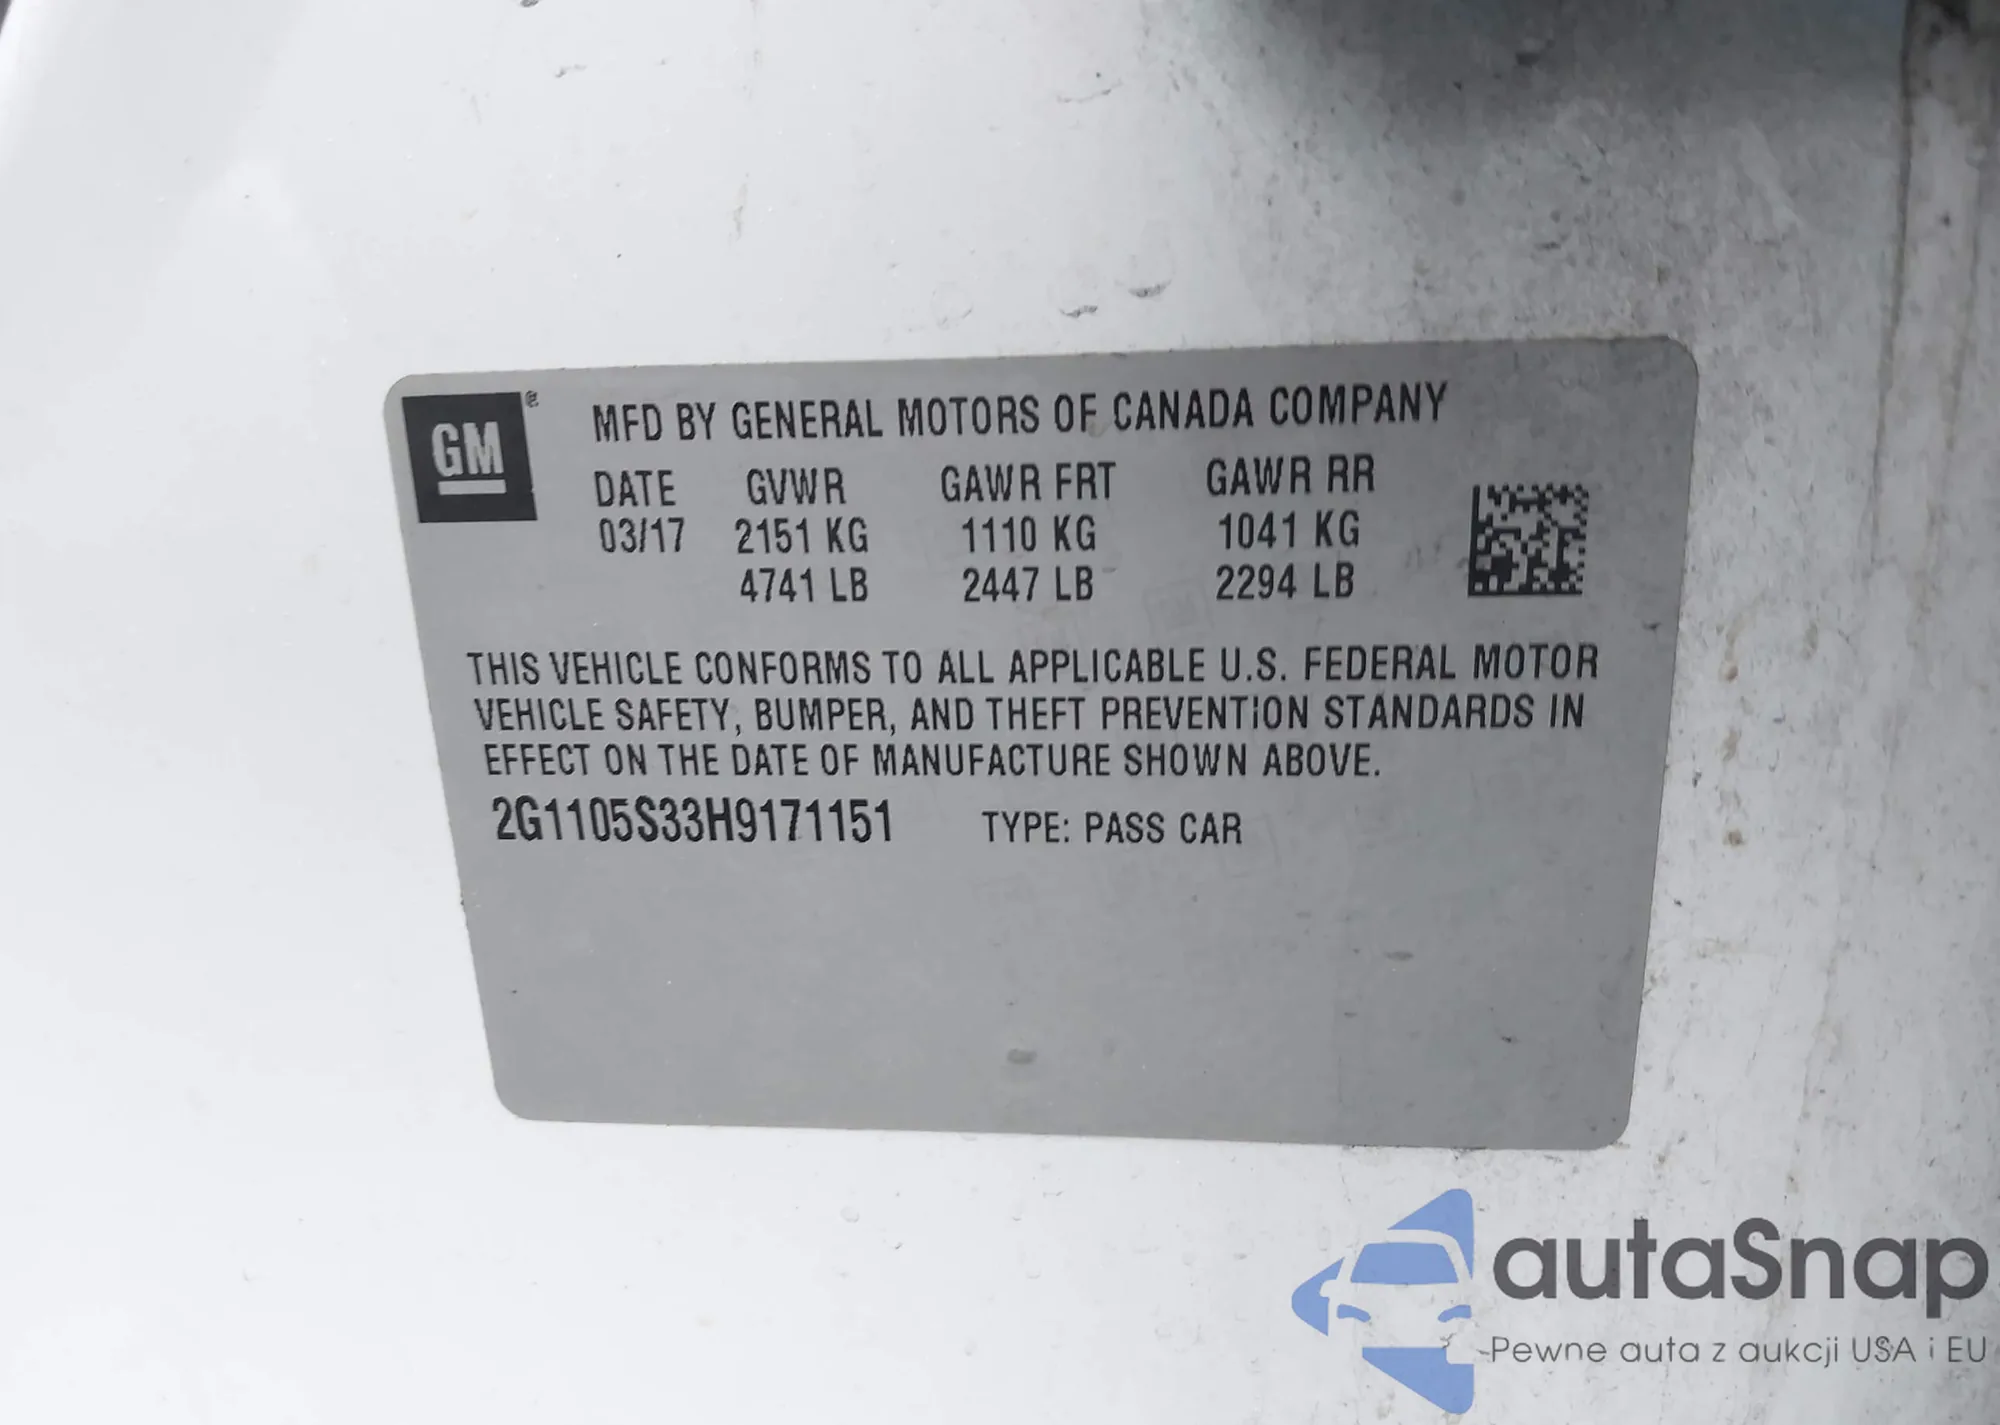 GM ®
MFD BY GENERAL MOTORS OF CANADA COMPANY
DATE GVWR GAWR FRT GAWR RR
03/17 2151 KG 1110 KG 1041 KG
4741 LB 2447 LB 2294 LB
THIS VEHICLE CONFORMS TO ALL APPLICABLE U.S. FEDERAL MOTOR
VEHICLE SAFETY, BUMPER, AND THEFT PREVENTION STANDARDS IN
EFFECT ON THE DATE OF MANUFACTURE SHOWN ABOVE.
2G1105S33H9171151 TYPE: PASS CAR
autaSnap
Pewne auta z aukcji USA i EU